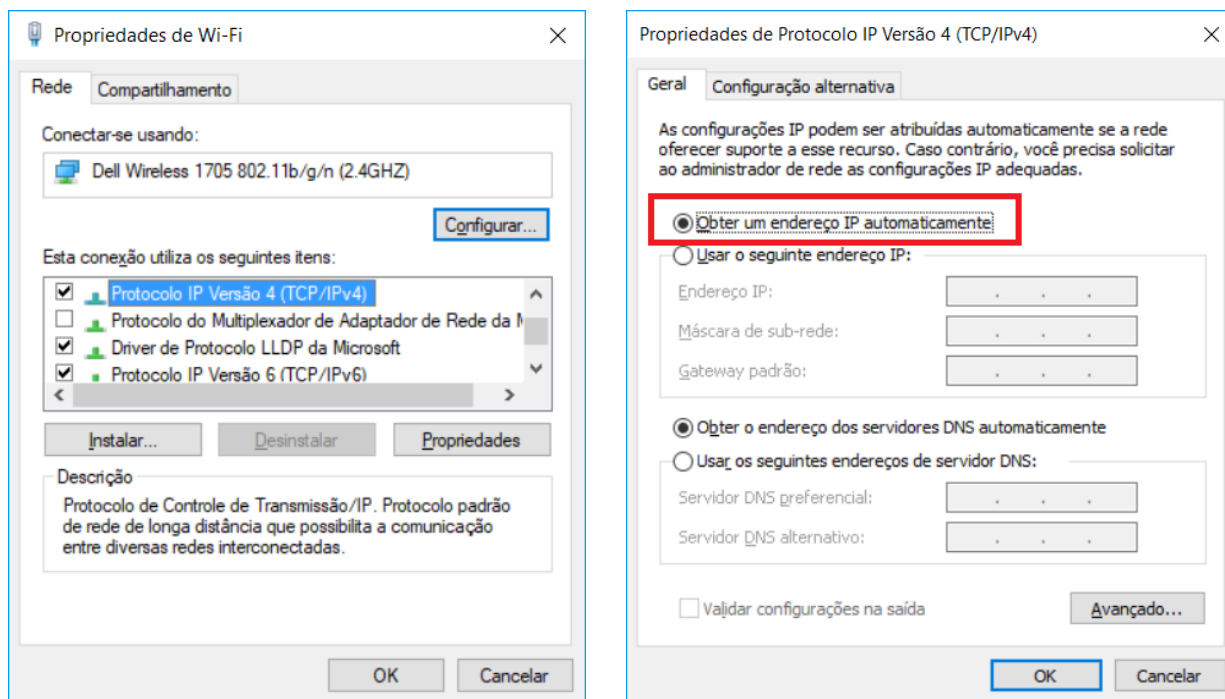 Propriedades de Wi-Fi
Rede
Compartilhamento
Conectar-se usando:
Dell Wireless 1705 802.11b/g/n (2.4GHZ)
Configurar...
Esta conexão utiliza os seguintes itens:
Protocolo IP Versão 4 (TCP/IPv4)
Protocolo do Multiplexador de Adaptador de Rede da
Driver de Protocolo LLDP da Microsoft
Protocolo IP Versão 6 (TCP/IPv6)
Instalar...
Desinstalar
Propriedades
Descrição
Protocolo de Controle de Transmissão/IP. Protocolo padrão
de rede de longa distância que possibilita a comunicação
entre diversas redes interconectadas.
OK
Cancelar
Propriedades de Protocolo IP Versão 4 (TCP/IPv4)
Geral
Configuração alternativa
As configurações IP podem ser atribuídas automaticamente se a rede
oferecer suporte a esse recurso. Caso contrário, você precisa solicitar
ao administrador de rede as configurações IP adequadas.
Obter um endereço IP automaticamente
Usar o seguinte endereço IP:
Endereço IP:
Máscara de sub-rede:
Gateway padrão:
Obter o endereço dos servidores DNS automaticamente
Usar os seguintes endereços de servidor DNS:
Servidor DNS preferencial:
Servidor DNS alternativo:
Validar configurações na saída
Avançado...
OK
Cancelar